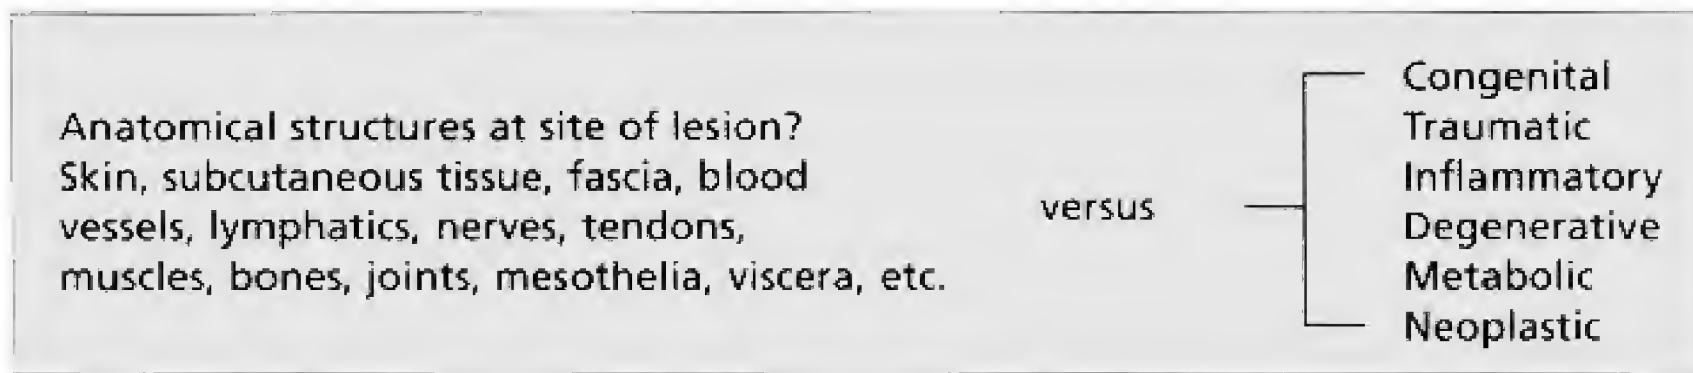 Anatomical structures at site of lesion?
Skin, subcutaneous tissue, fascia, blood
vessels, lymphatics, nerves, tendons,
muscles, bones, joints, mesothelia, viscera, etc.
versus
Congenital
Traumatic
Inflammatory
Degenerative
Metabolic
Neoplastic